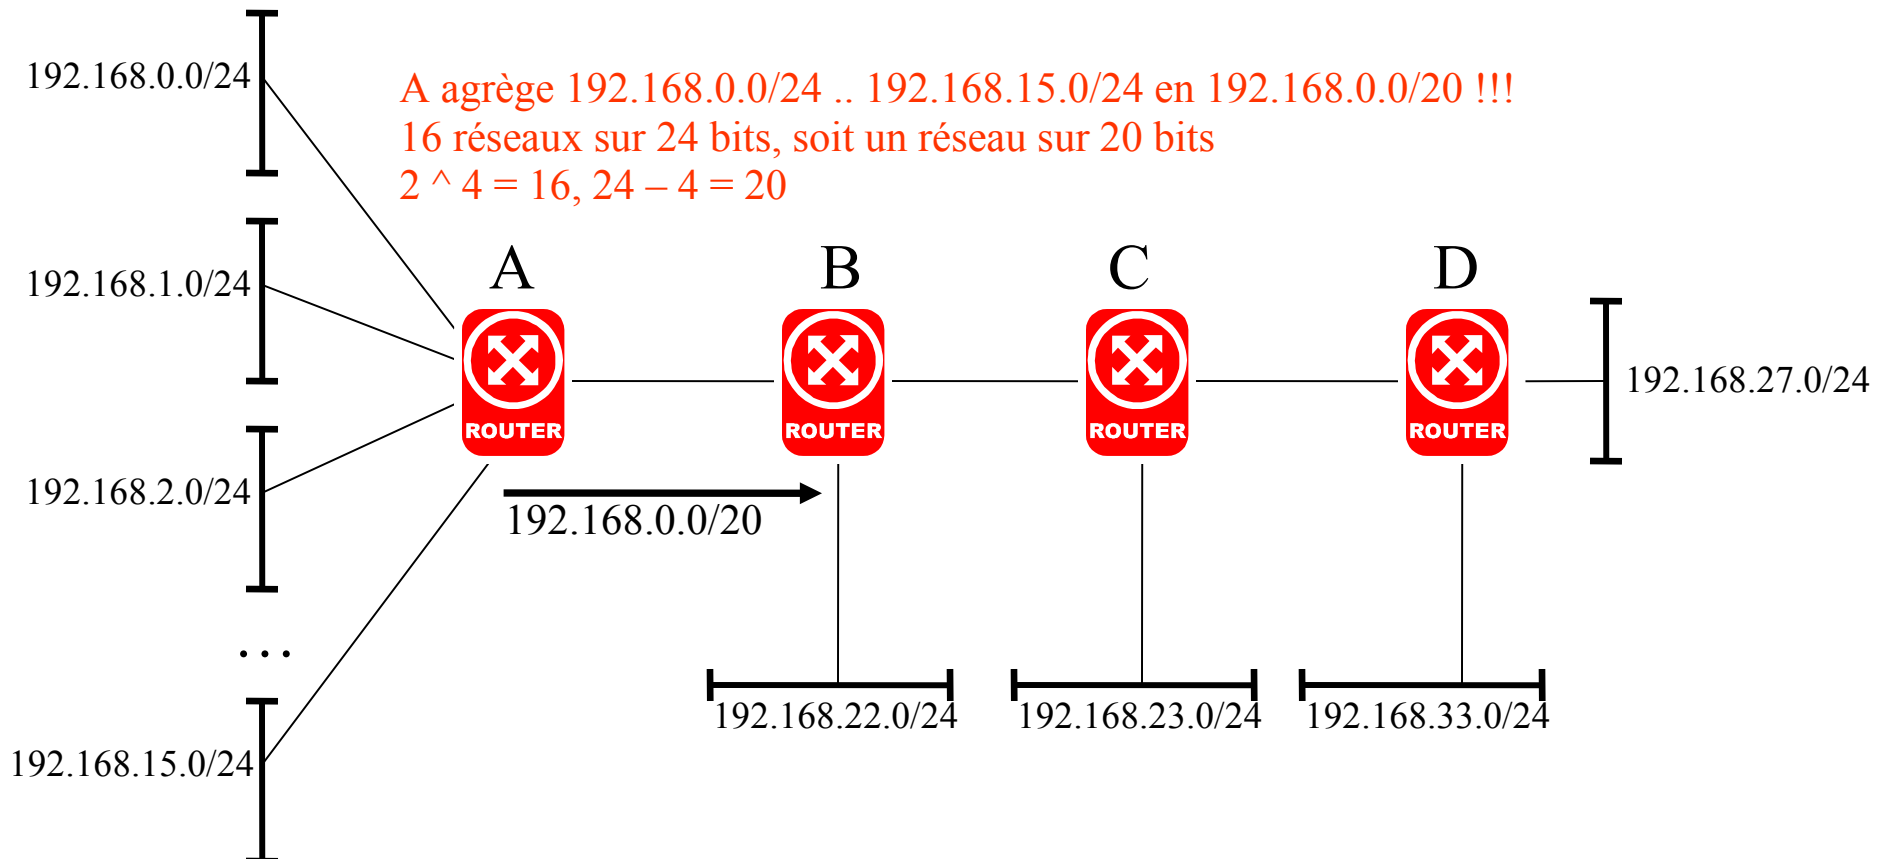 192.168.0.0/24
A agrège 192.168.0.0/24 .. 192.168.15.0/24 en 192.168.0.0/20 !!!
16 réseaux sur 24 bits, soit un réseau sur 20 bits
2 ^ 4 = 16, 24 – 4 = 20
192.168.1.0/24
A
B
C
D
ROUTER
ROUTER
ROUTER
ROUTER
192.168.27.0/24
192.168.2.0/24
192.168.0.0/20
...
192.168.22.0/24
192.168.23.0/24
192.168.33.0/24
192.168.15.0/24